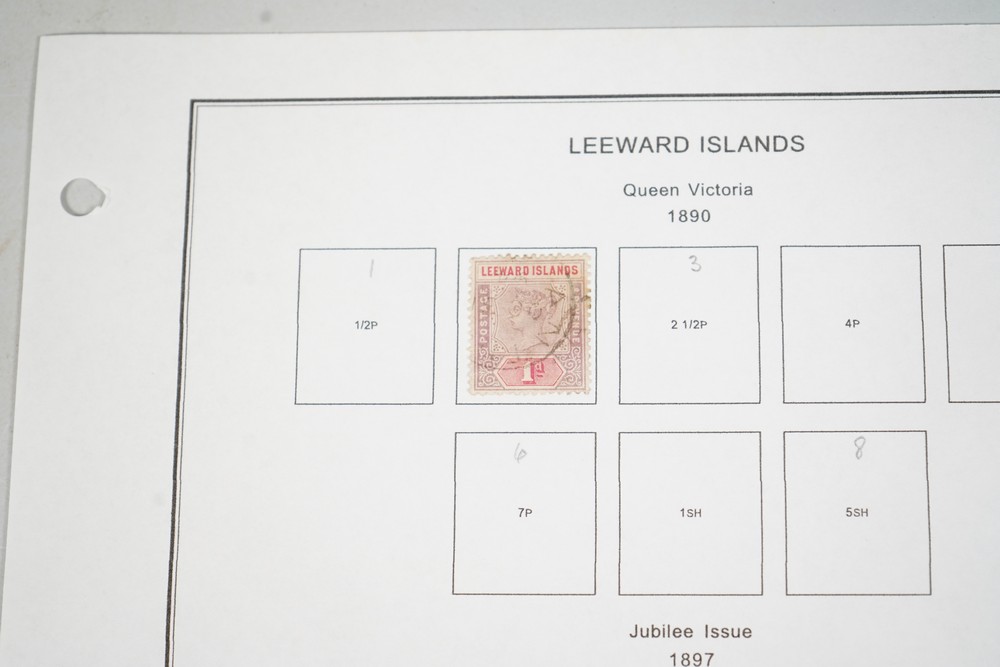 LEEWARD ISLANDS
Queen Victoria
1890
1
3
LEEWARD ISLANDS
POSTAGE
1d
1/2P
2 1/2P
4P
6
8
7P
1SH
5SH
Jubilee Issue
1897